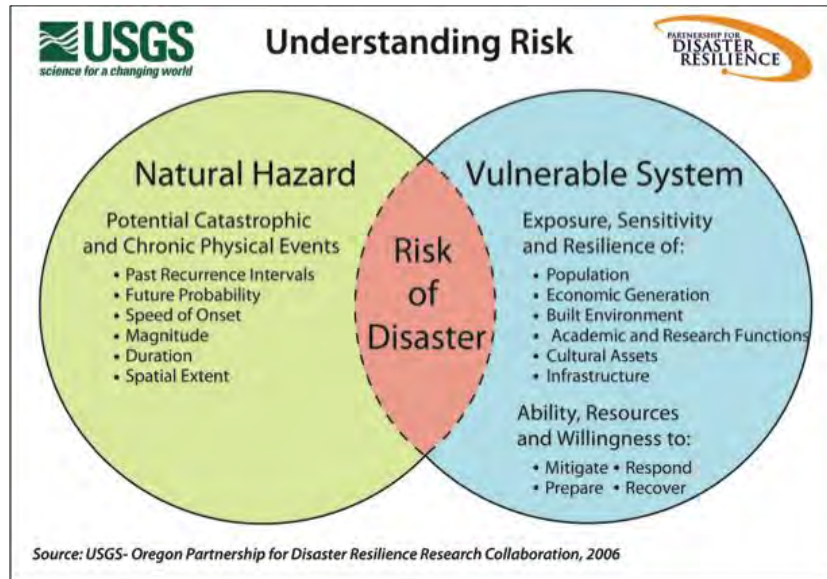 USGS
science for a changing world
Understanding Risk
PARTNERSHIP FOR
DISASTER
RESILIENCE
Natural Hazard
Potential Catastrophic
and Chronic Physical Events
• Past Recurrence Intervals
• Future Probability
• Speed of Onset
• Magnitude
• Duration
• Spatial Extent
Risk
of
Disaster
Vulnerable System
Exposure, Sensitivity
and Resilience of:
• Population
• Economic Generation
• Built Environment
• Academic and Research Functions
• Cultural Assets
• Infrastructure
Ability, Resources
and Willingness to:
• Mitigate • Respond
• Prepare • Recover
Source: USGS- Oregon Partnership for Disaster Resilience Research Collaboration, 2006